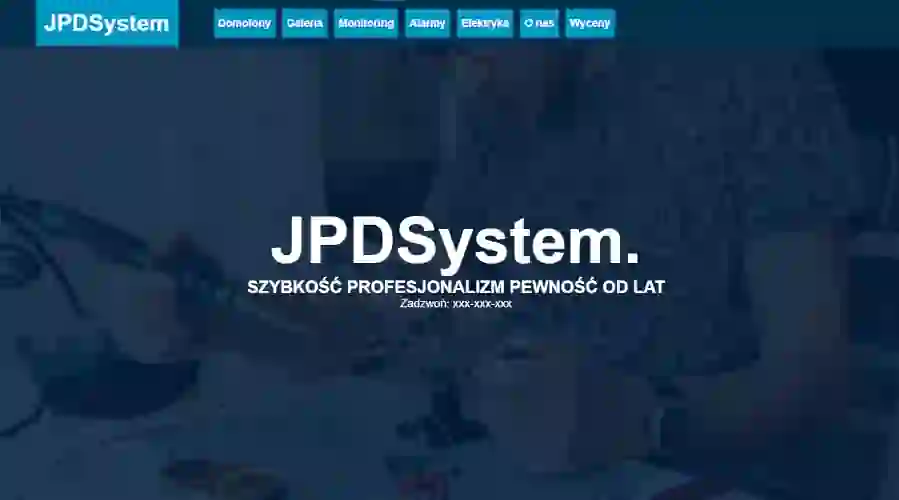 JPDSystem
Domofony Galeria Monitoring Alarmy Elektryka O nas Wyceny
JPDSystem.
SZYBKOŚĆ PROFESJONALIZM PEWNOŚĆ OD LAT
Zadzwoń: xxx-xxx-xxx